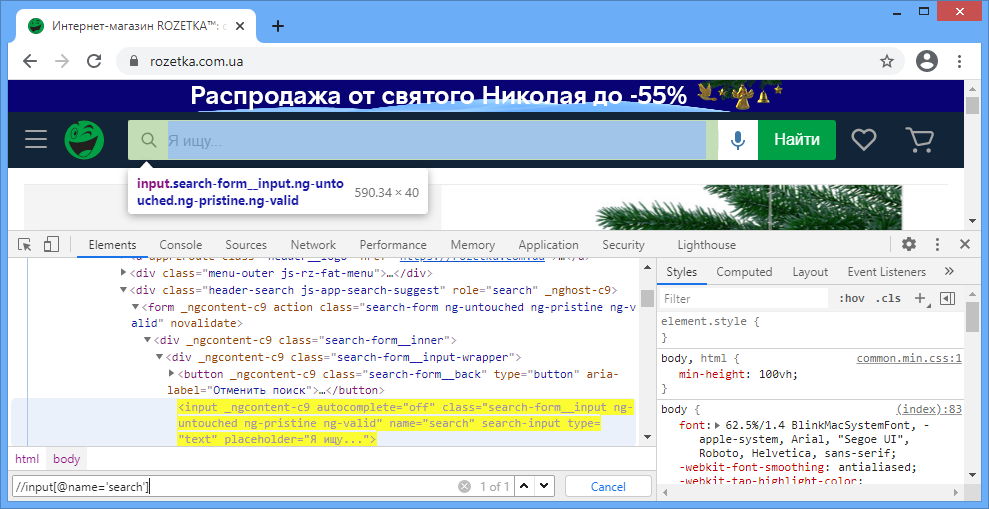 Интернет-магазин ROZETKA™: c
rozetka.com.ua
Распродажа от святого Николая до -55%
Я ищу...
Найти
input.search-form__input.ng-unto
uched.ng-pristine.ng-valid
590.34 × 40
Elements Console Sources Network Performance Memory Application Security Lighthouse
<div class="menu-outer js-rz-fat-menu">…</div>
<div class="header-search js-app-search-suggest" role="search" _nghost-c9>
<form _ngcontent-c9 action class="search-form ng-untouched ng-pristine ng-v
alid" novalidate>
<div _ngcontent-c9 class="search-form__inner">
<div _ngcontent-c9 class="search-form__input-wrapper">
<button _ngcontent-c9 class="search-form__back" type="button" aria-
label="Отменить поиск">…</button>
<input _ngcontent-c9 autocomplete="off" class="search-form__input ng-
untouched ng-pristine ng-valid" name="search" search-input type=
"text" placeholder="Я ищу...">
html body
//input[@name='search']
1 of 1
Cancel
Styles Computed Layout Event Listeners »
Filter :hov .cls +
element.style {
}
body, html { common.min.css:1
min-height: 100vh;
}
body { (index):83
font: 62.5%/1.4 BlinkMacSystemFont, -
apple-system, Arial, "Segoe UI",
Roboto, Helvetica, sans-serif;
-webkit-font-smoothing: antialiased;
-webkit-tap-highlight-color: